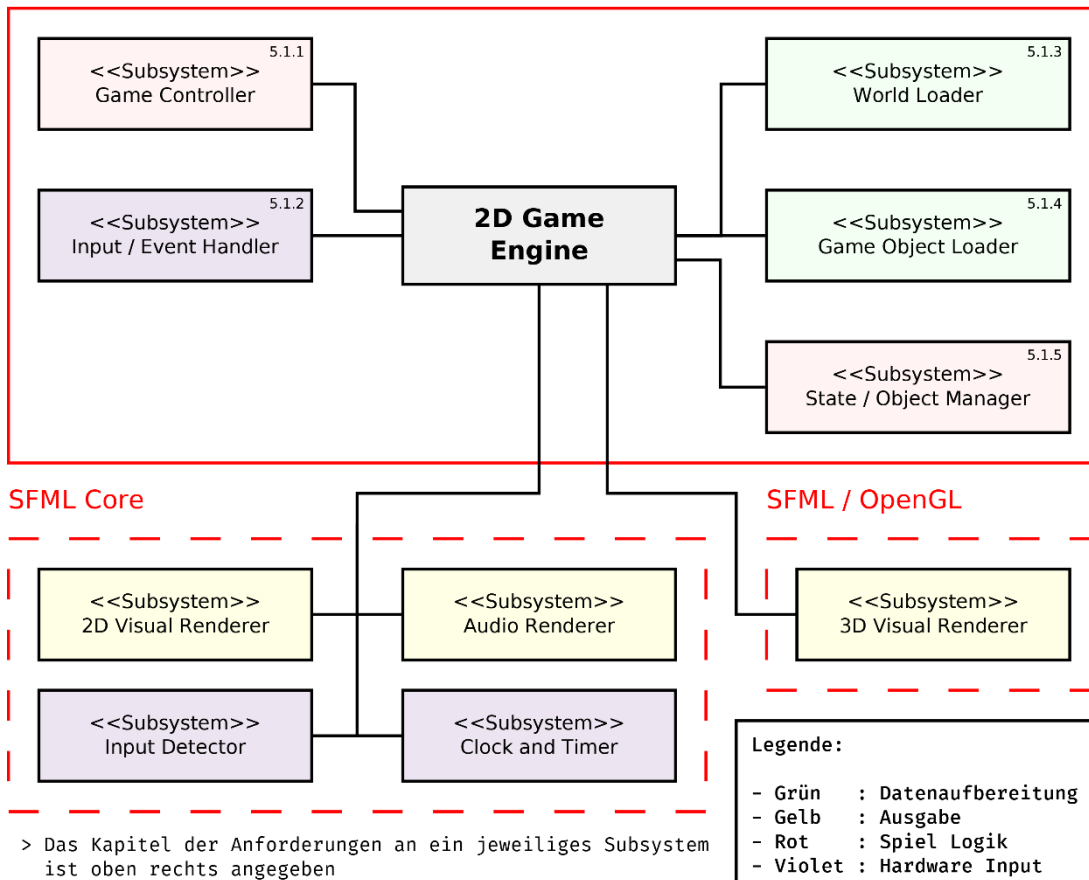 5.1.1
<<Subsystem>>
Game Controller
5.1.3
<<Subsystem>>
World Loader
5.1.2
<<Subsystem>>
Input / Event Handler
2D Game
Engine
5.1.4
<<Subsystem>>
Game Object Loader
5.1.5
<<Subsystem>>
State / Object Manager
SFML Core
SFML / OpenGL
<<Subsystem>>
2D Visual Renderer
<<Subsystem>>
Audio Renderer
<<Subsystem>>
3D Visual Renderer
<<Subsystem>>
Input Detector
<<Subsystem>>
Clock and Timer
Legende:
- Grün : Datenaufbereitung
- Gelb : Ausgabe
- Rot : Spiel Logik
- Violet : Hardware Input
> Das Kapitel der Anforderungen an ein jeweiliges Subsystem
ist oben rechts angegeben